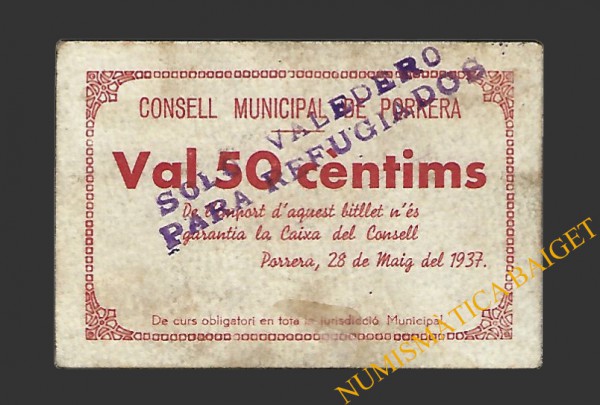 CONSELL MUNICIPAL DE PORRERA
Val 50 cèntims
De l'import d'aquest bitllet n'és
garantia la Caixa del Consell
Porrera, 28 de Maig del 1937.
De curs obligatori en tota la jurisdicció Municipal
SOLO VALEDERO
PARA REFUGIADOS
NUMISMATICA BAIGET